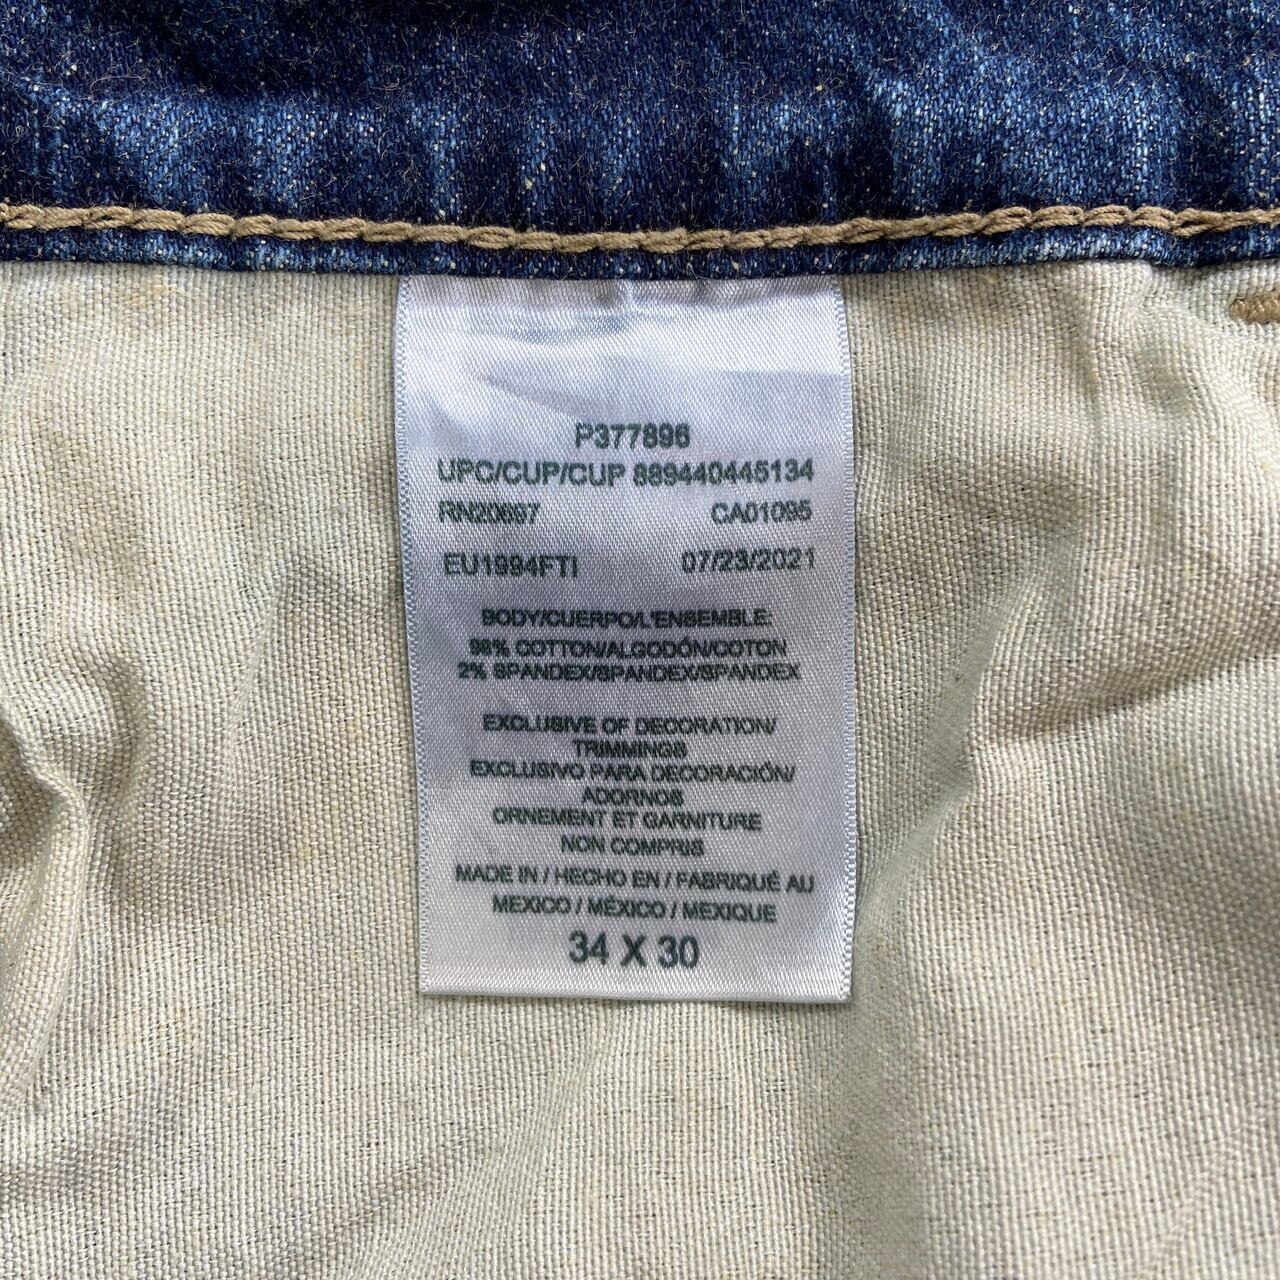 P377896
UPC/CUP/CUP 889440445134
RN20697 CA01095
EU1994FTI 07/23/2021
BODY/CUERPO/L'ENSEMBLE:
98% COTTON/ALGODÓN/COTON
2% SPANDEX/SPANDEX/SPANDEX
EXCLUSIVE OF DECORATION/
TRIMMINGS
EXCLUSIVO PARA DECORACIÓN/
ADORNOS
ORNEMENT ET GARNITURE
NON COMPRIS
MADE IN / HECHO EN / FABRIQUÉ AU
MEXICO / MÉXICO / MEXIQUE
34 X 30